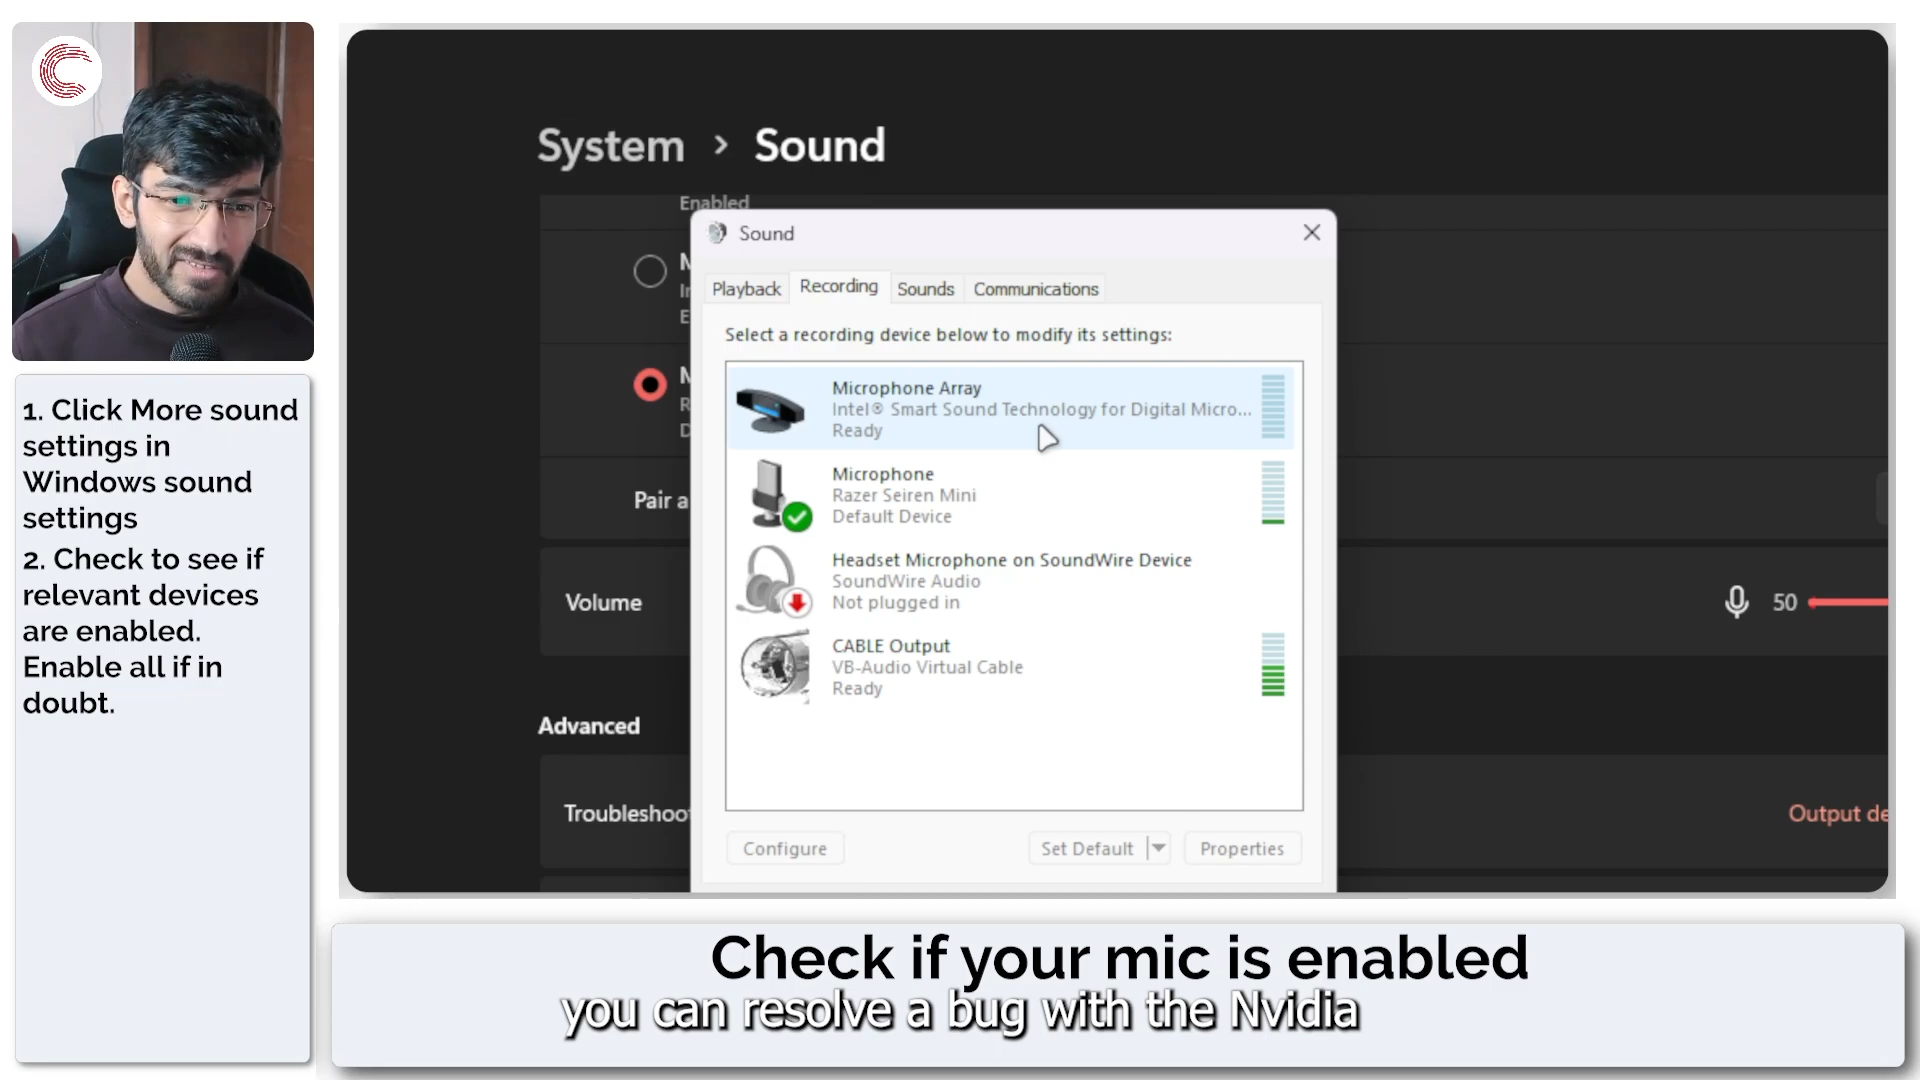 1. Click More sound
settings in
Windows sound
settings
2. Check to see if
relevant devices
are enabled.
Enable all if in
doubt.
System > Sound
Enabled
Sound
Playback
Recording
Sounds
Communications
Select a recording device below to modify its settings:
Microphone Array
Intel® Smart Sound Technology for Digital Micro...
Ready
Microphone
Razer Seiren Mini
Default Device
Headset Microphone on SoundWire Device
SoundWire Audio
Not plugged in
CABLE Output
VB-Audio Virtual Cable
Ready
Pair a
Volume
50
Advanced
Troubleshoo
Output de
Configure
Set Default
Properties
Check if your mic is enabled
you can resolve a bug with the Nvidia